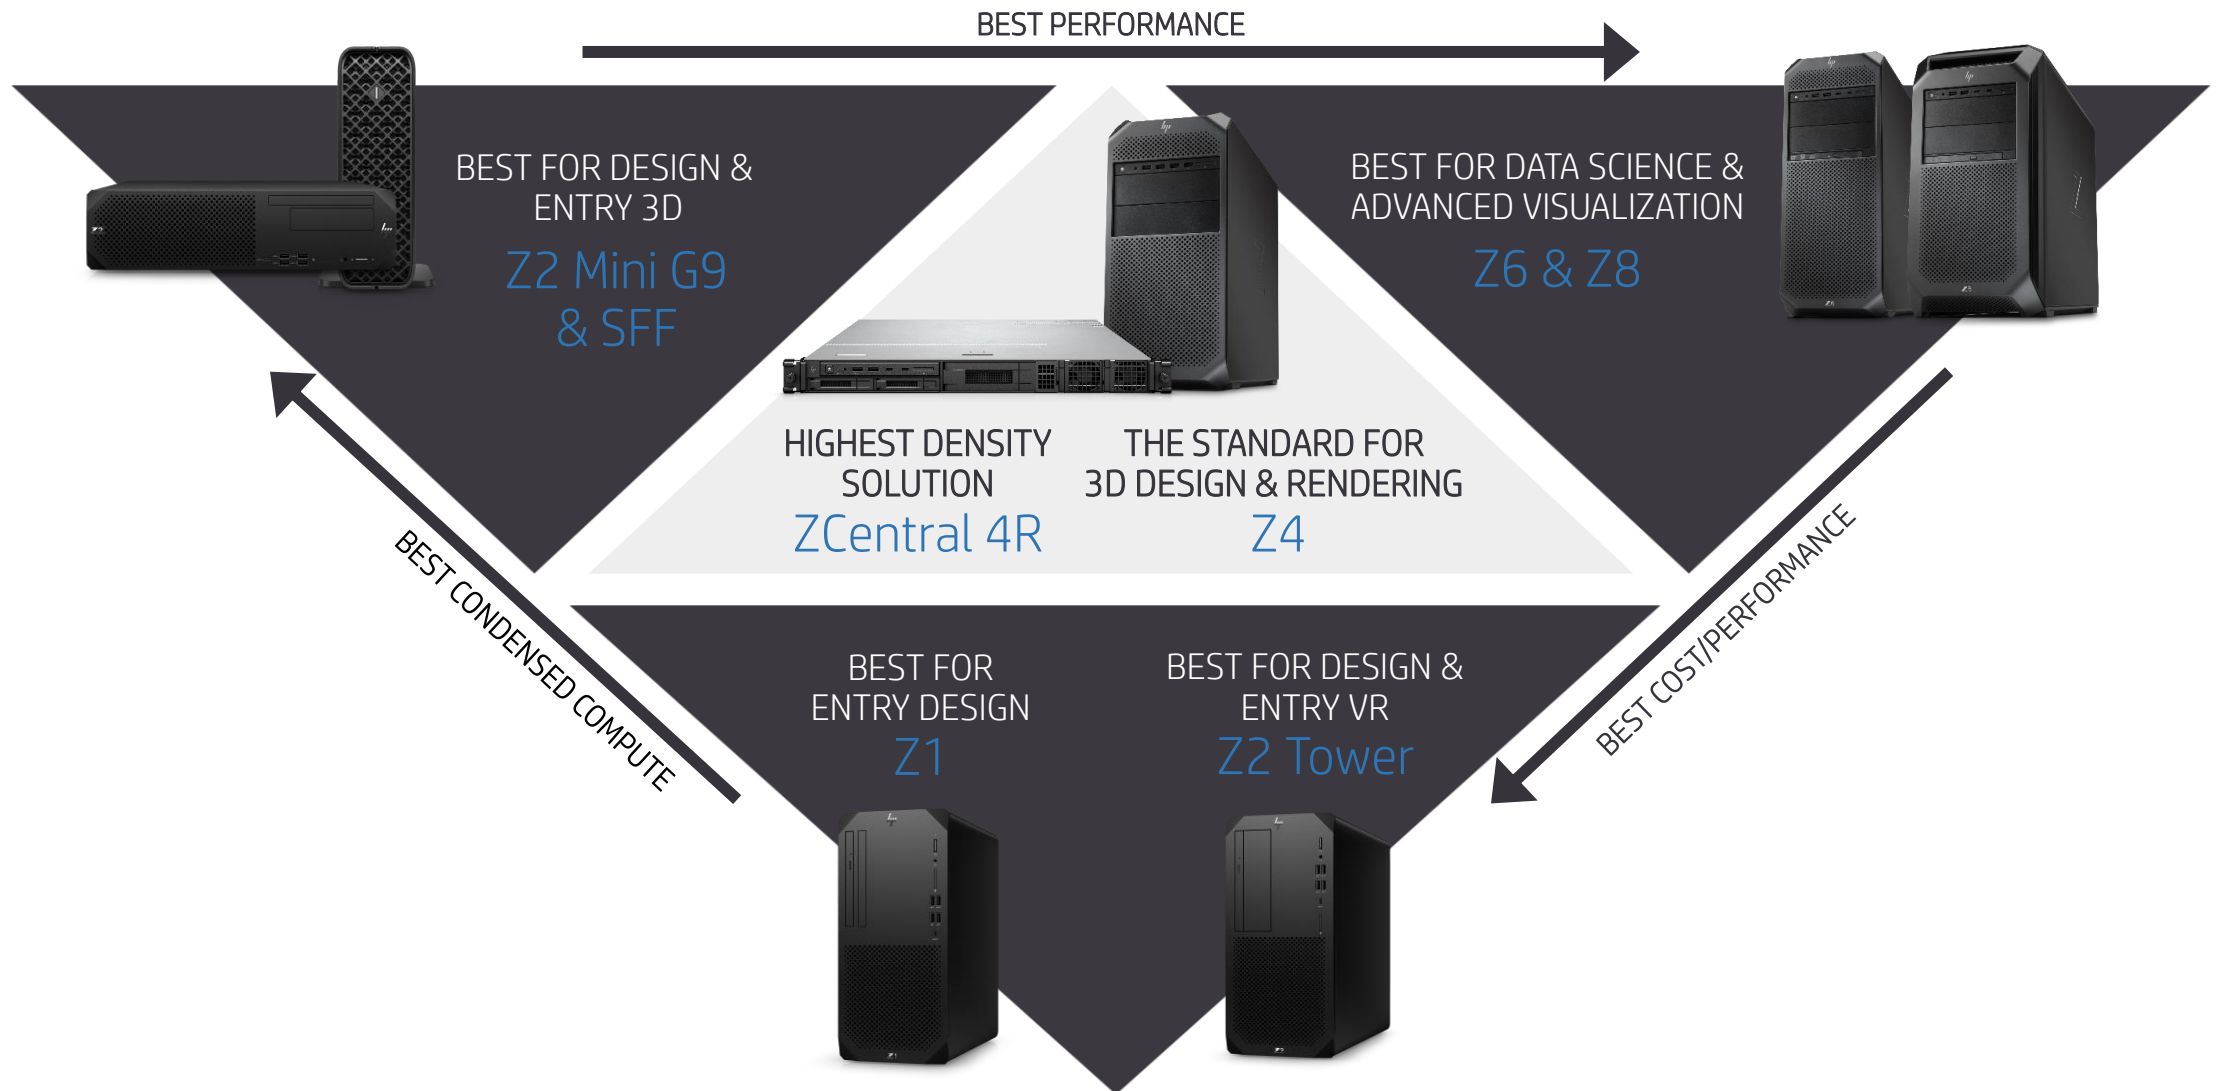 BEST PERFORMANCE
BEST FOR DESIGN &
ENTRY 3D
Z2 Mini G9
& SFF
BEST FOR DATA SCIENCE &
ADVANCED VISUALIZATION
Z6 & Z8
HIGHEST DENSITY
SOLUTION
ZCentral 4R
THE STANDARD FOR
3D DESIGN & RENDERING
Z4
BEST CONDENSED COMPUTE
BEST COST/PERFORMANCE
BEST FOR
ENTRY DESIGN
Z1
BEST FOR DESIGN &
ENTRY VR
Z2 Tower